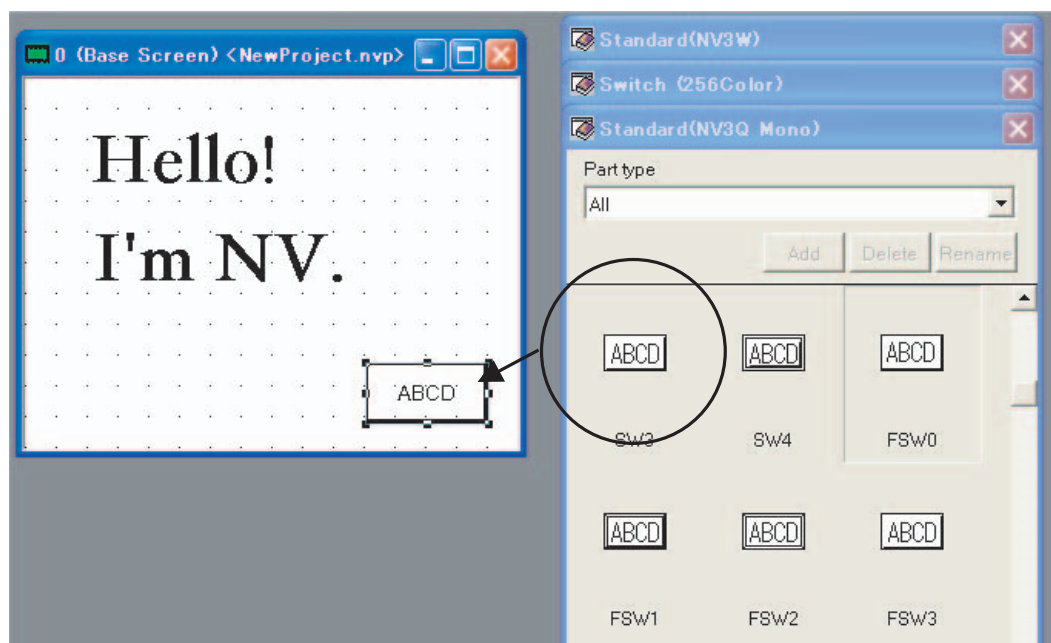 0 (Base Screen) <NewProject.nvp>
Hello!
I'm NV.
ABCD
Standard(NV3W)
Switch (256Color)
Standard(NV3Q Mono)
Part type
All
Add Delete Rename
ABCD ABCD ABCD
SW3 SW4 FSW0
ABCD ABCD ABCD
FSW1 FSW2 FSW3